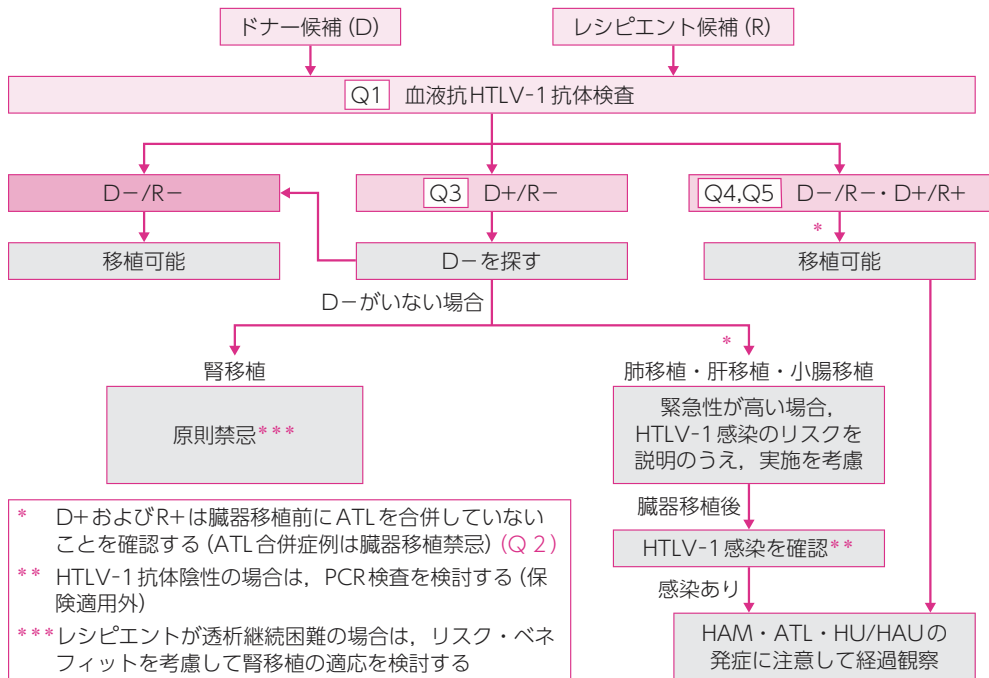 ドナー候補(D)
レシピエント候補(R)
Q1 血液抗HTLV-1抗体検査
D−/R−
Q3 D+/R−
Q4,Q5 D−/R−・D+/R+
*
移植可能
D−を探す
移植可能
D−がいない場合
*
腎移植
肺移植・肝移植・小腸移植
原則禁忌***
緊急性が高い場合,
HTLV-1感染のリスクを
説明のうえ,実施を考慮
臓器移植後
HTLV-1感染を確認**
感染あり
HAM・ATL・HU/HAUの
発症に注意して経過観察
* D+およびR+は臓器移植前にATLを合併していない
ことを確認する(ATL合併症例は臓器移植禁忌)(Q 2)
** HTLV-1抗体陰性の場合は,PCR検査を検討する(保
険適用外)
***レシピエントが透析継続困難の場合は,リスク・ベネ
フィットを考慮して腎移植の適応を検討する